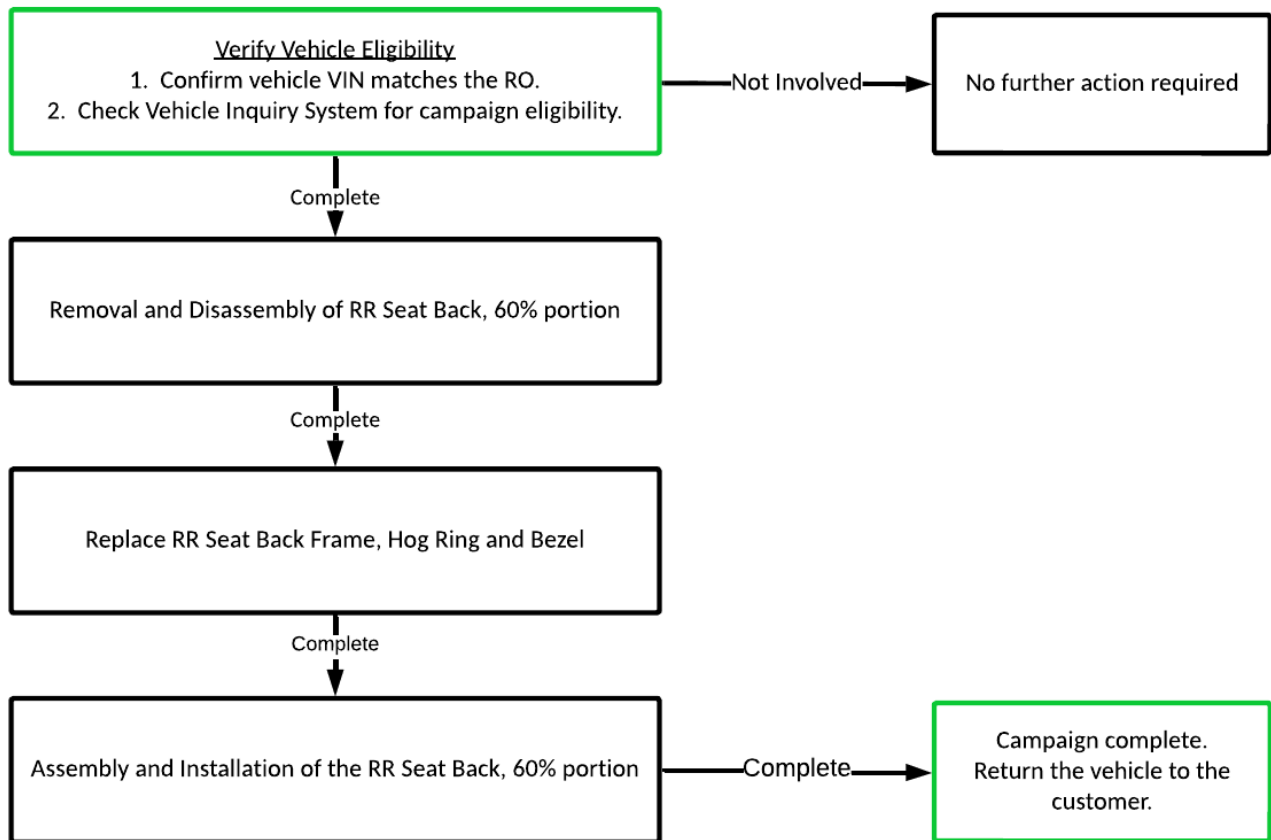 Verify Vehicle Eligibility
1. Confirm vehicle VIN matches the RO.
2. Check Vehicle Inquiry System for campaign eligibility.
Not Involved
No further action required
Complete
Removal and Disassembly of RR Seat Back, 60% portion
Complete
Replace RR Seat Back Frame, Hog Ring and Bezel
Complete
Assembly and Installation of the RR Seat Back, 60% portion
Complete
Campaign complete.
Return the vehicle to the
customer.